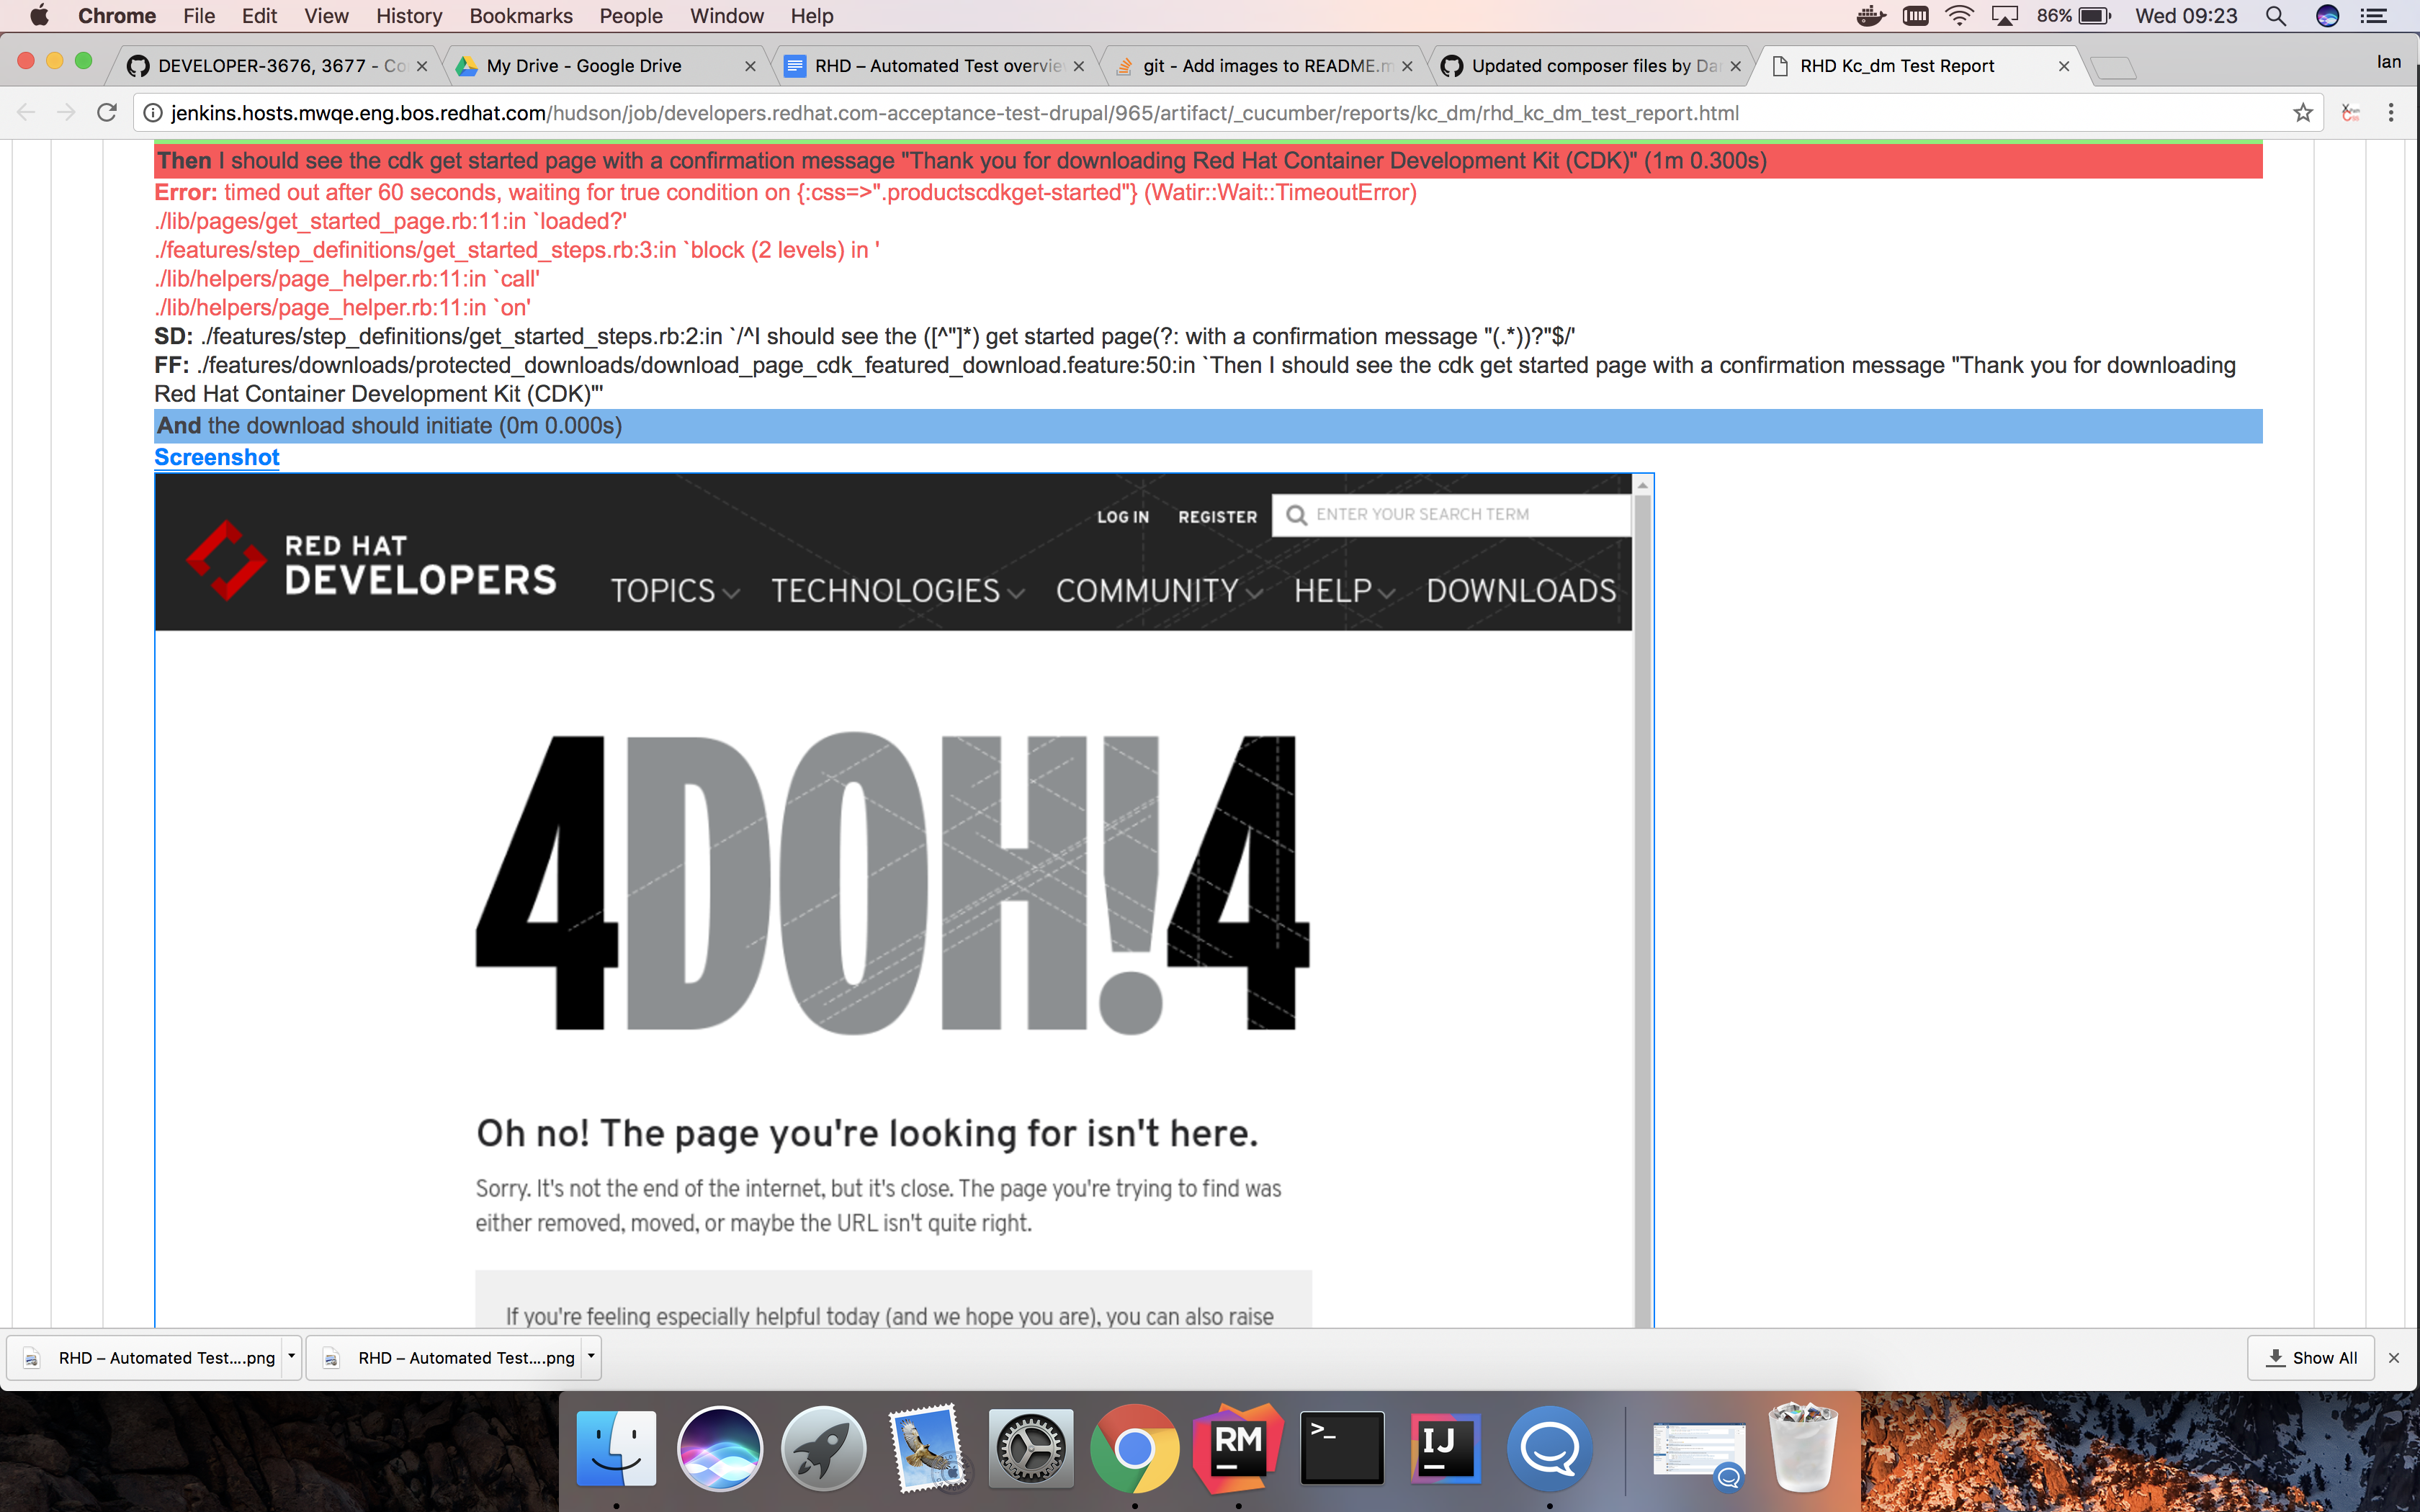 Chrome File Edit View History Bookmarks People Window Help 86% Wed 09:23
DEVELOPER-3676, 3677 - Co My Drive - Google Drive RHD – Automated Test overvie git - Add images to README.m Updated composer files by Da RHD Kc_dm Test Report Ian
jenkins.hosts.mwqe.eng.bos.redhat.com/hudson/job/developers.redhat.com-acceptance-test-drupal/965/artifact/_cucumber/reports/kc_dm/rhd_kc_dm_test_report.html
Then I should see the cdk get started page with a confirmation message "Thank you for downloading Red Hat Container Development Kit (CDK)" (1m 0.300s)
Error: timed out after 60 seconds, waiting for true condition on {:css=>".productscdkget-started"} (Watir::Wait::TimeoutError)
./lib/pages/get_started_page.rb:11:in `loaded?'
./features/step_definitions/get_started_steps.rb:3:in `block (2 levels) in '
./lib/helpers/page_helper.rb:11:in `call'
./lib/helpers/page_helper.rb:11:in `on'
SD: ./features/step_definitions/get_started_steps.rb:2:in `/^I should see the ([^"]*) get started page(?: with a confirmation message "(.*))?"$/'
FF: ./features/downloads/protected_downloads/download_page_cdk_featured_download.feature:50:in `Then I should see the cdk get started page with a confirmation message "Thank you for downloading
Red Hat Container Development Kit (CDK)"'
And the download should initiate (0m 0.000s)
Screenshot
LOG IN REGISTER ENTER YOUR SEARCH TERM
RED HAT
DEVELOPERS
TOPICS TECHNOLOGIES COMMUNITY HELP DOWNLOADS
4DOH!4
Oh no! The page you're looking for isn't here.
Sorry. It's not the end of the internet, but it's close. The page you're trying to find was
either removed, moved, or maybe the URL isn't quite right.
If you're feeling especially helpful today (and we hope you are), you can also raise
RHD – Automated Test....png RHD – Automated Test....png Show All
RM >_ IJ